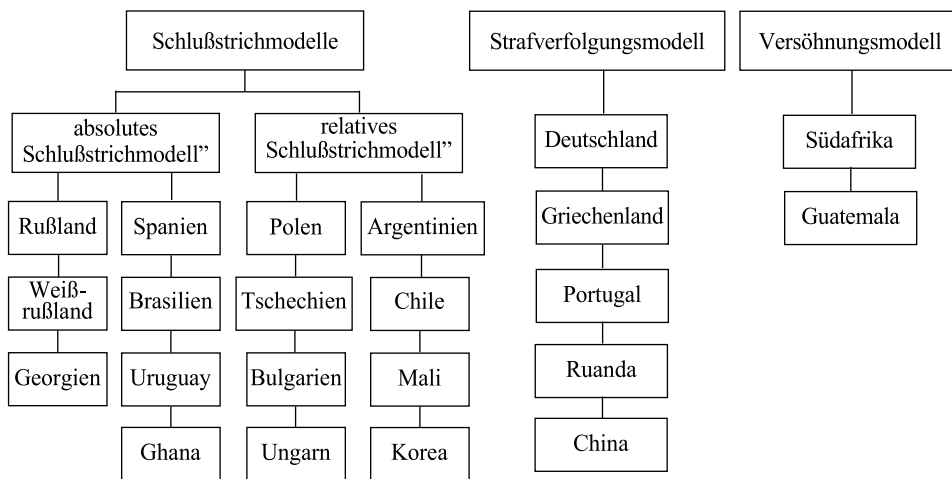 Schlußstrichmodelle
Strafverfolgungsmodell
Versöhnungsmodell
absolutes
Schlußstrichmodell”
relatives
Schlußstrichmodell”
Rußland
Weiß-
rußland
Georgien
Spanien
Brasilien
Uruguay
Ghana
Polen
Tschechien
Bulgarien
Ungarn
Argentinien
Chile
Mali
Korea
Deutschland
Griechenland
Portugal
Ruanda
China
Südafrika
Guatemala